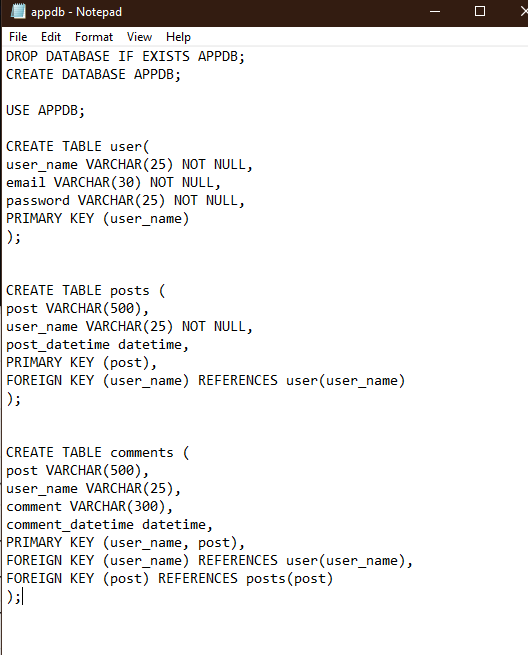 appdb - Notepad
File Edit Format View Help
DROP DATABASE IF EXISTS APPDB;
CREATE DATABASE APPDB;
USE APPDB;
CREATE TABLE user(
user_name VARCHAR(25) NOT NULL,
email VARCHAR(30) NOT NULL,
password VARCHAR(25) NOT NULL,
PRIMARY KEY (user_name)
);
CREATE TABLE posts (
post VARCHAR(500),
user_name VARCHAR(25) NOT NULL,
post_datetime datetime,
PRIMARY KEY (post),
FOREIGN KEY (user_name) REFERENCES user(user_name)
);
CREATE TABLE comments (
post VARCHAR(500),
user_name VARCHAR(25),
comment VARCHAR(300),
comment_datetime datetime,
PRIMARY KEY (user_name, post),
FOREIGN KEY (user_name) REFERENCES user(user_name),
FOREIGN KEY (post) REFERENCES posts(post)
);